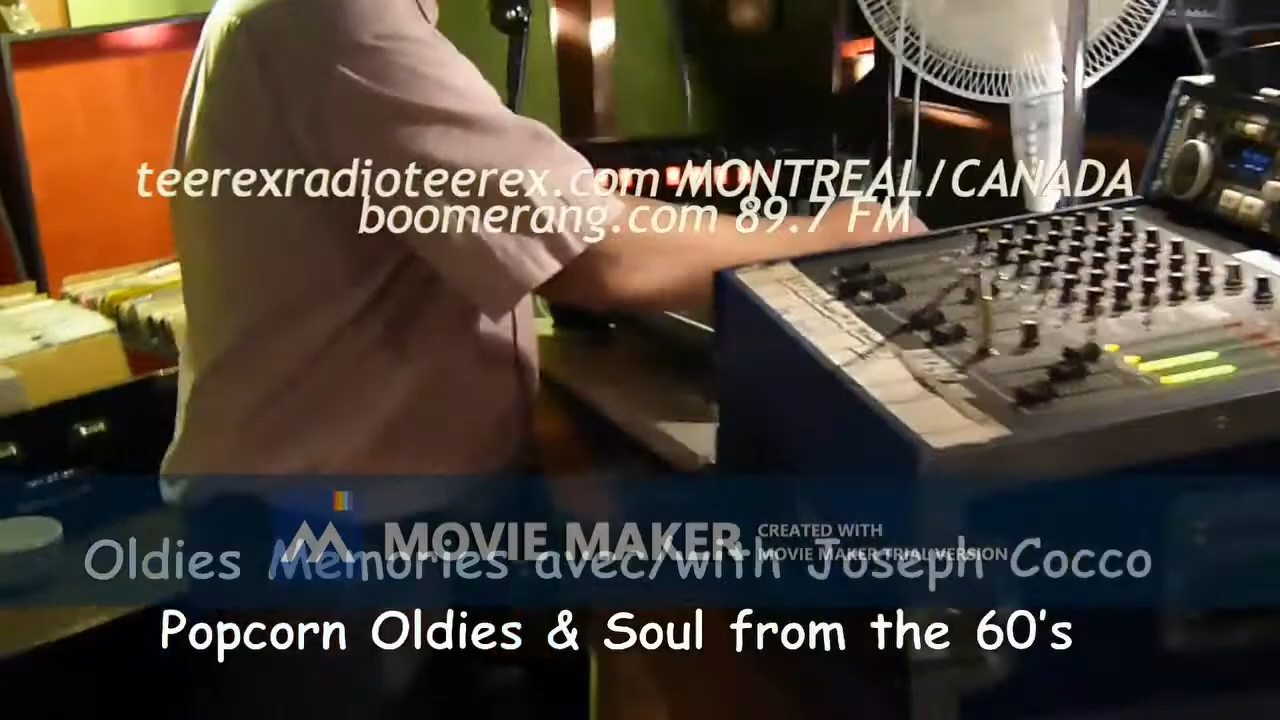 teerexradioteerex.com MONTREAL/CANADA
boomerang.com 89.7 FM
MOVIE MAKER
CREATED WITH
MOVIE MAKER TRIAL VERSION
Oldies Memories avec/with Joseph Cocco
Popcorn Oldies & Soul from the 60's